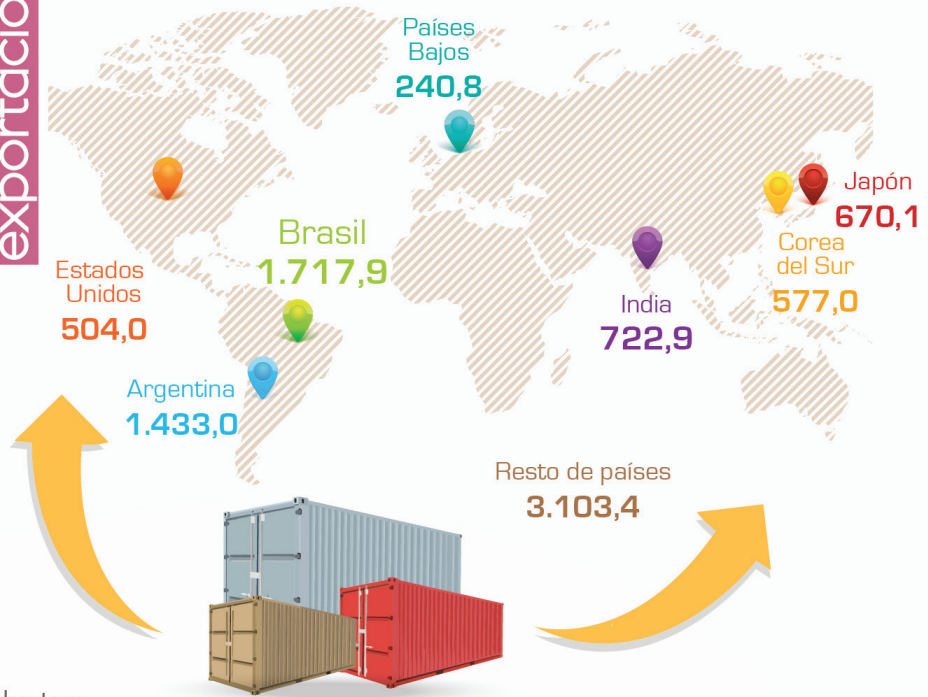 exportacio
Países
Bajos
240,8
Japón
670,1
Corea
del Sur
577,0
Brasil
1.717,9
Estados
Unidos
504,0
India
722,9
Argentina
1.433,0
Resto de países
3.103,4